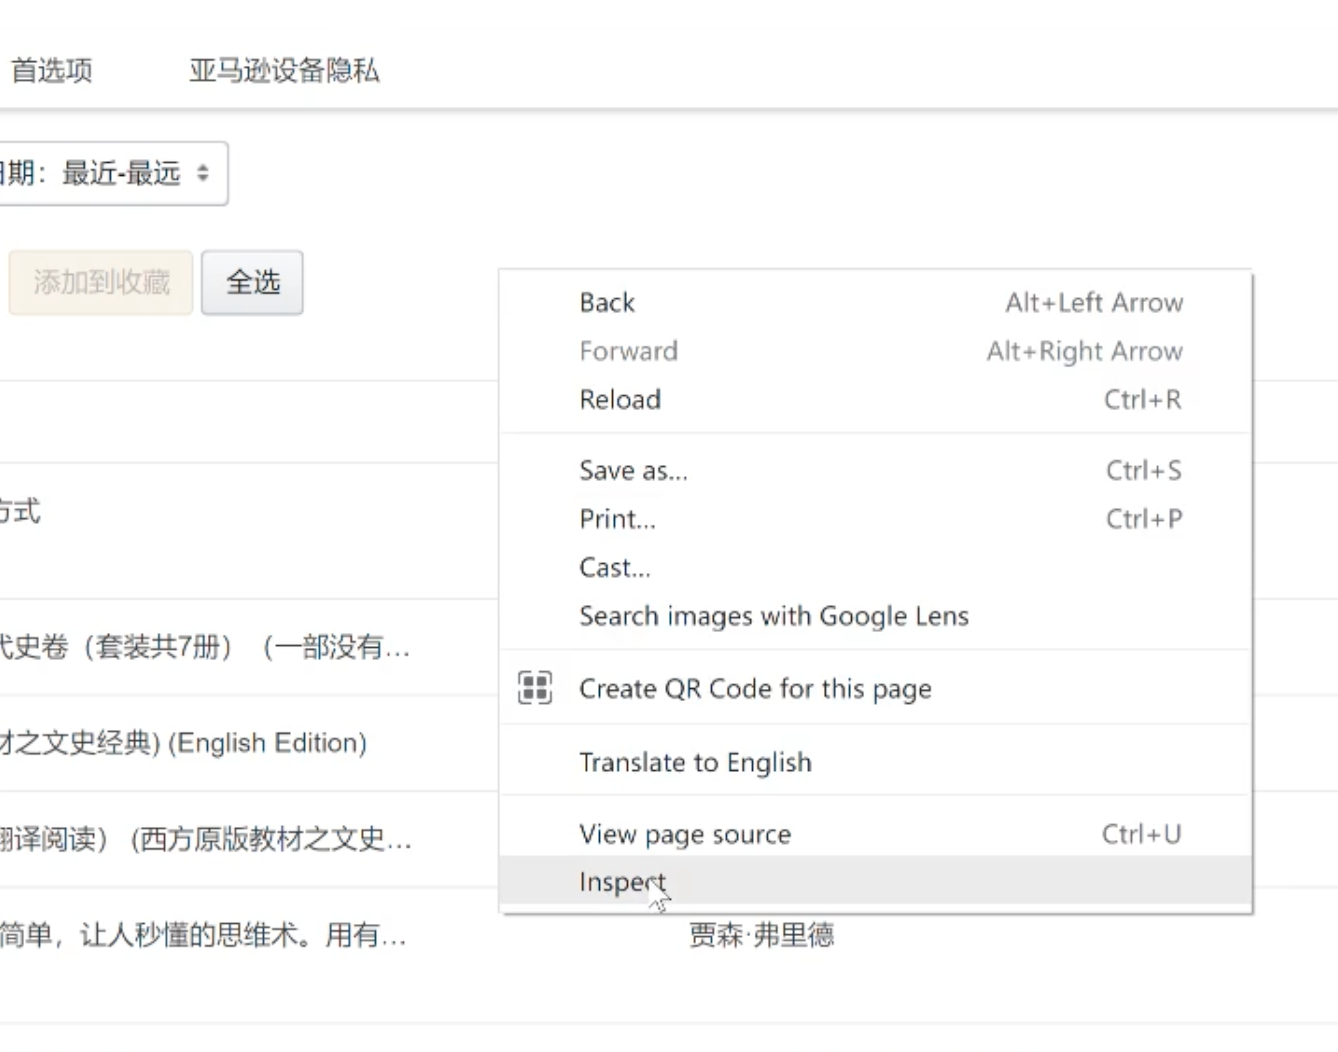 首选项 亚马逊设备隐私
期：最近-最远
添加到收藏 全选
Back Alt+Left Arrow
Forward Alt+Right Arrow
Reload Ctrl+R
Save as... Ctrl+S
方式
Print... Ctrl+P
Cast...
Search images with Google Lens
代史卷（套装共7册）（一部没有...
Create QR Code for this page
材之文史经典) (English Edition)
Translate to English
翻译阅读）(西方原版教材之文史...
View page source Ctrl+U
Inspect
简单，让人秒懂的思维术。用有... 贾森·弗里德